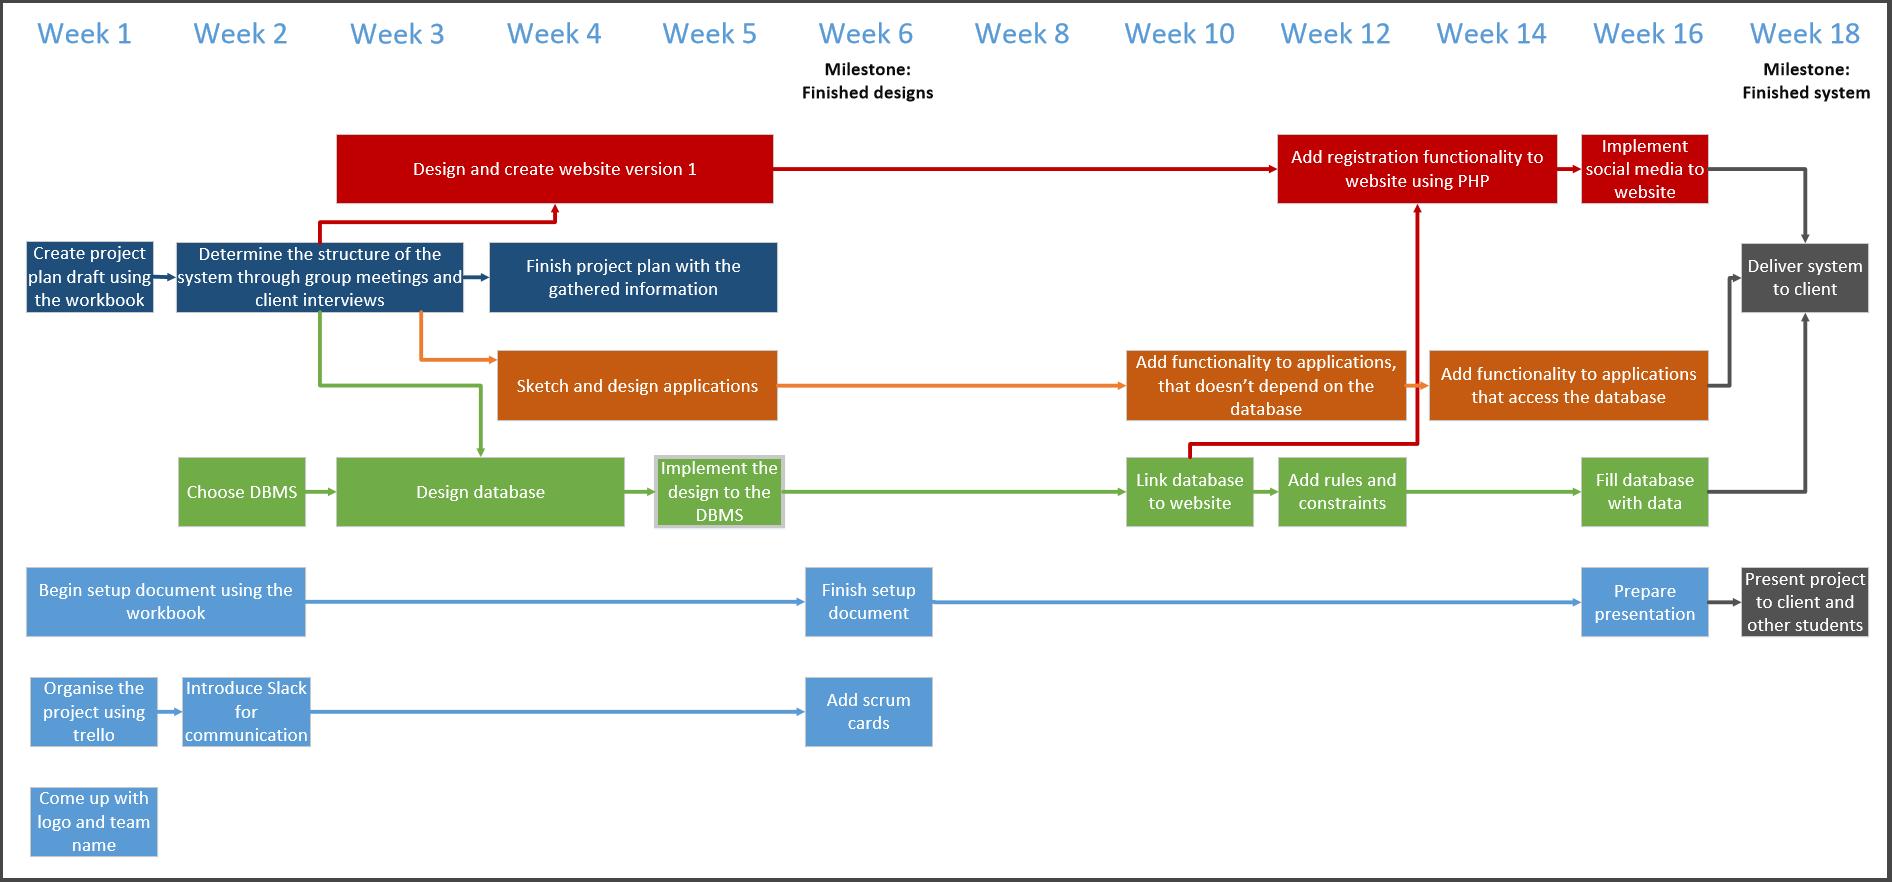 Week 1
Week 2
Week 3
Week 4
Week 5
Week 6
Week 8
Week 10
Week 12
Week 14
Week 16
Week 18
Milestone:
Finished designs
Milestone:
Finished system
Design and create website version 1
Add registration functionality to
website using PHP
Implement
social media to
website
Create project
plan draft using
the workbook
Determine the structure of the
system through group meetings and
client interviews
Finish project plan with the
gathered information
Deliver system
to client
Sketch and design applications
Add functionality to applications,
that doesn't depend on the
database
Add functionality to applications
that access the database
Choose DBMS
Design database
Implement the
design to the
DBMS
Link database
to website
Add rules and
constraints
Fill database
with data
Begin setup document using the
workbook
Finish setup
document
Prepare
presentation
Present project
to client and
other students
Organise the
project using
trello
Introduce Slack
for
communication
Add scrum
cards
Come up with
logo and team
name